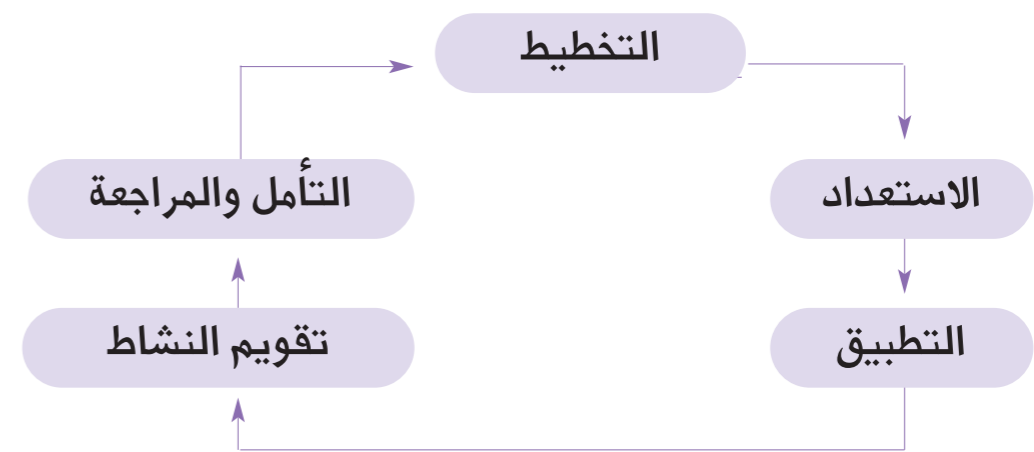 التخطيط
الاستعداد
التطبيق
تقويم النشاط
التأمل والمراجعة